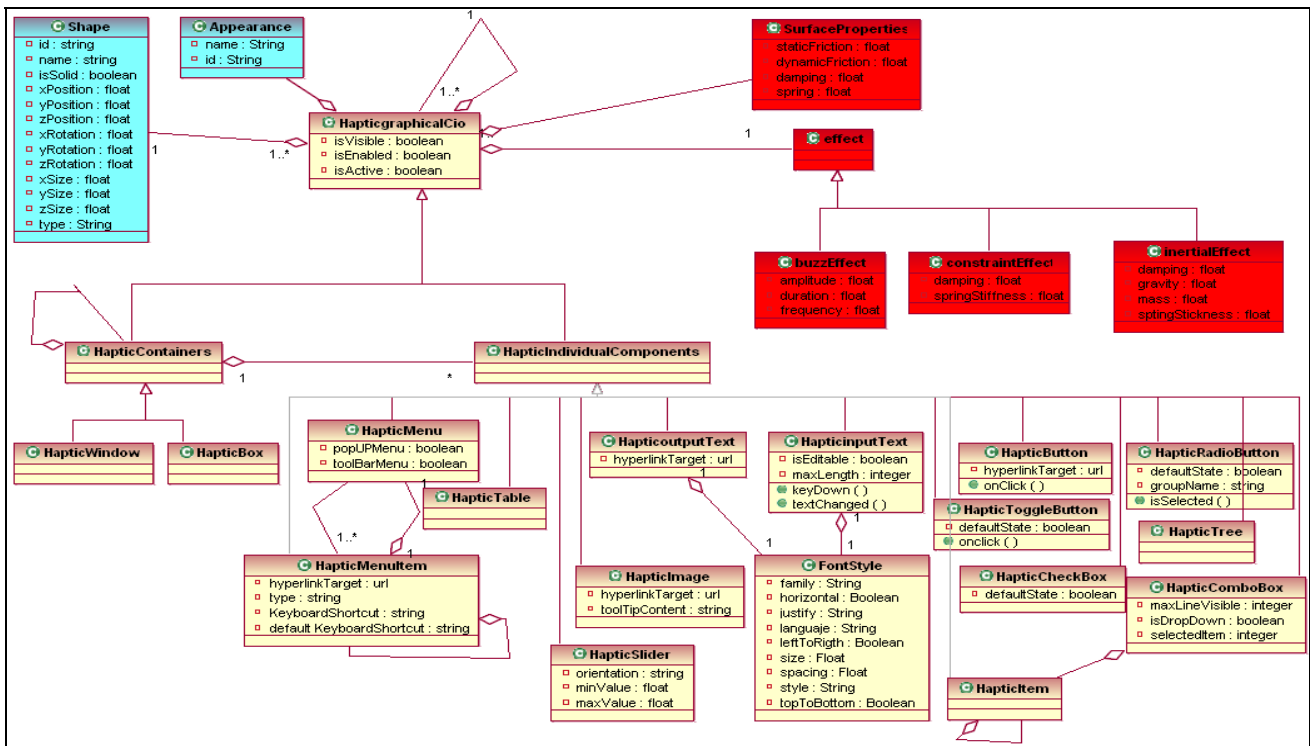 Shape
id : string
name : string
isSolid : boolean
xPosition : float
yPosition : float
zPosition : float
xRotation : float
yRotation : float
zRotation : float
xSize : float
ySize : float
zSize : float
type : String
Appearance
name : String
id : String
1
1..*
HapticgraphicalCio
isVisible : boolean
isEnabled : boolean
isActive : boolean
1
1..*
SurfaceProperties
staticFriction : float
dynamicFriction : float
damping : float
spring : float
1
effect
buzzEffect
amplitude : float
duration : float
frequency : float
constraintEffect
damping : float
springStiffness : float
inertialEffect
damping : float
gravity : float
mass : float
sptingStickness : float
HapticContainers
1
*
HapticIndividualComponents
HapticWindow
HapticBox
HapticMenu
popUPMenu : boolean
toolBarMenu : boolean
1
1..*
1
HapticTable
HapticMenuItem
hyperlinkTarget : url
type : string
KeyboardShortcut : string
default KeyboardShortcut : string
HapticoutputText
hyperlinkTarget : url
1
1
HapticinputText
isEditable : boolean
maxLength : integer
keyDown ( )
textChanged ( )
1
1
HapticImage
hyperlinkTarget : url
toolTipContent : string
HapticSlider
orientation : string
minValue : float
maxValue : float
FontStyle
family : String
horizontal : Boolean
justify : String
languaje : String
leftToRigth : Boolean
size : Float
spacing : Float
style : String
topToBottom : Boolean
HapticButton
hyperlinkTarget : url
onClick ( )
HapticRadioButton
defaultState : boolean
groupName : string
isSelected ( )
HapticToggleButton
defaultState : boolean
onclick ( )
HapticTree
HapticCheckBox
defaultState : boolean
HapticComboBox
maxLineVisible : integer
isDropDown : boolean
selectedItem : integer
HapticItem